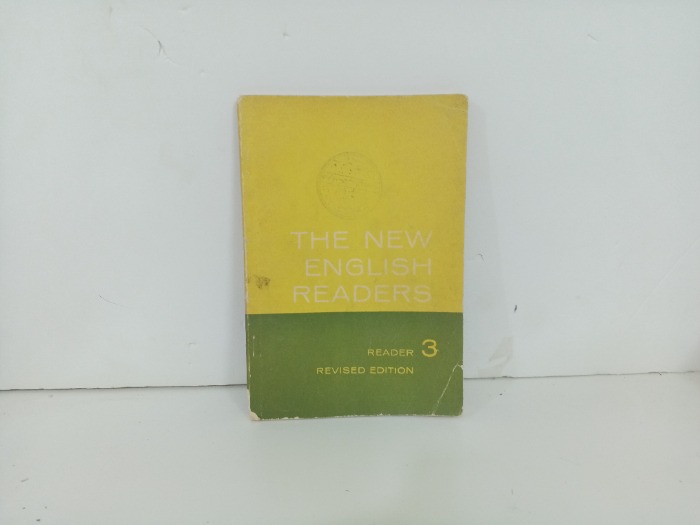 THE NEW
ENGLISH
READERS
READER 3
REVISED EDITION